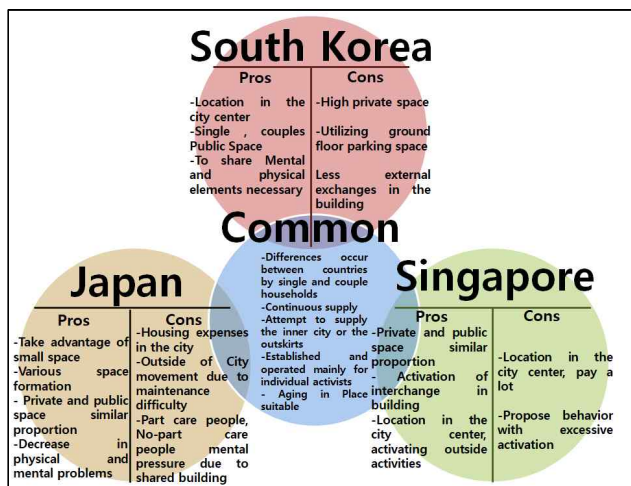 South Korea
Pros
-Location in the
city center
-Single , couples
Public Space
-To share Mental
and physical
elements necessary
Cons
-High private space
-Utilizing ground
floor parking space
Less external
exchanges in the
building
Common
-Differences occur
between countries
by single and couple
households
-Continuous supply
-Attempt to supply
the inner city or the
outskirts
-Established and
operated mainly for
individual activists
- Aging in Place
suitable
Japan
Pros
-Take advantage of
small space
-Various space
formation
- Private and public
space similar
proportion
-Decrease in
physical and
mental problems
Cons
-Housing expenses
in the city
-Outside of City
movement due to
maintenance
difficulty
-Part care people,
No-part care
people mental
pressure due to
shared building
Singapore
Pros
-Private and public
space similar
proportion
- Activation of
interchange in
building
-Location in the
city center,
activating outside
activities
Cons
-Location in the
city center, pay a
lot
-Propose behavior
with excessive
activation